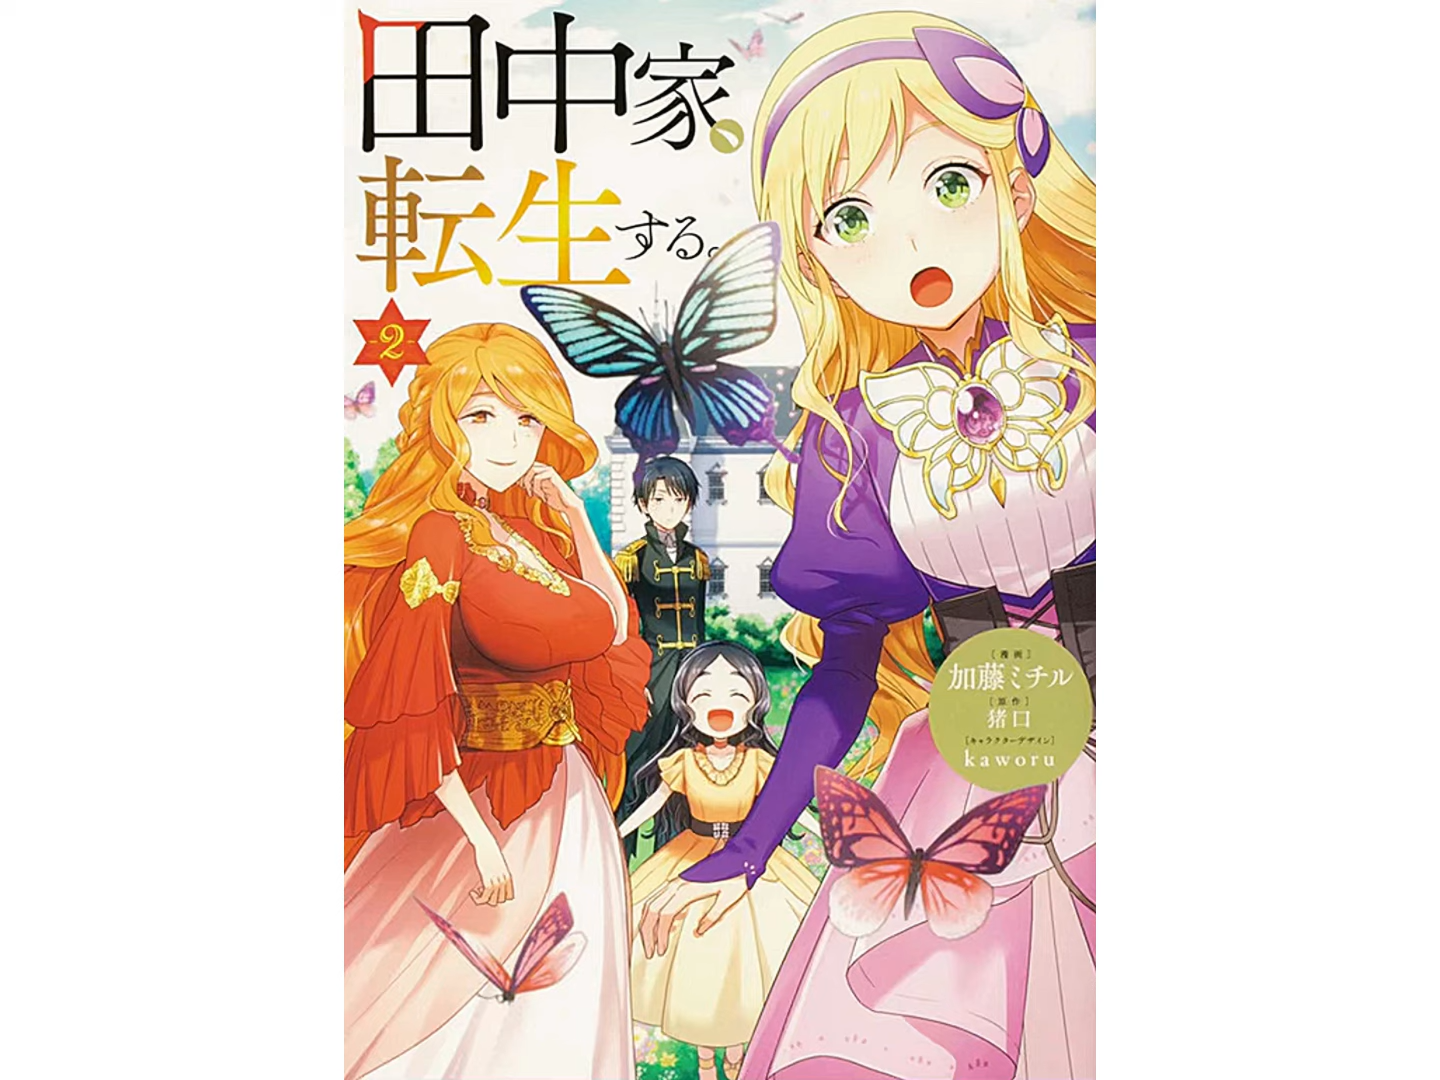 田中家、
転生する。
2
［漫画］
加藤ミチル
［原作］
猪口
［キャラクターデザイン］
kaworu